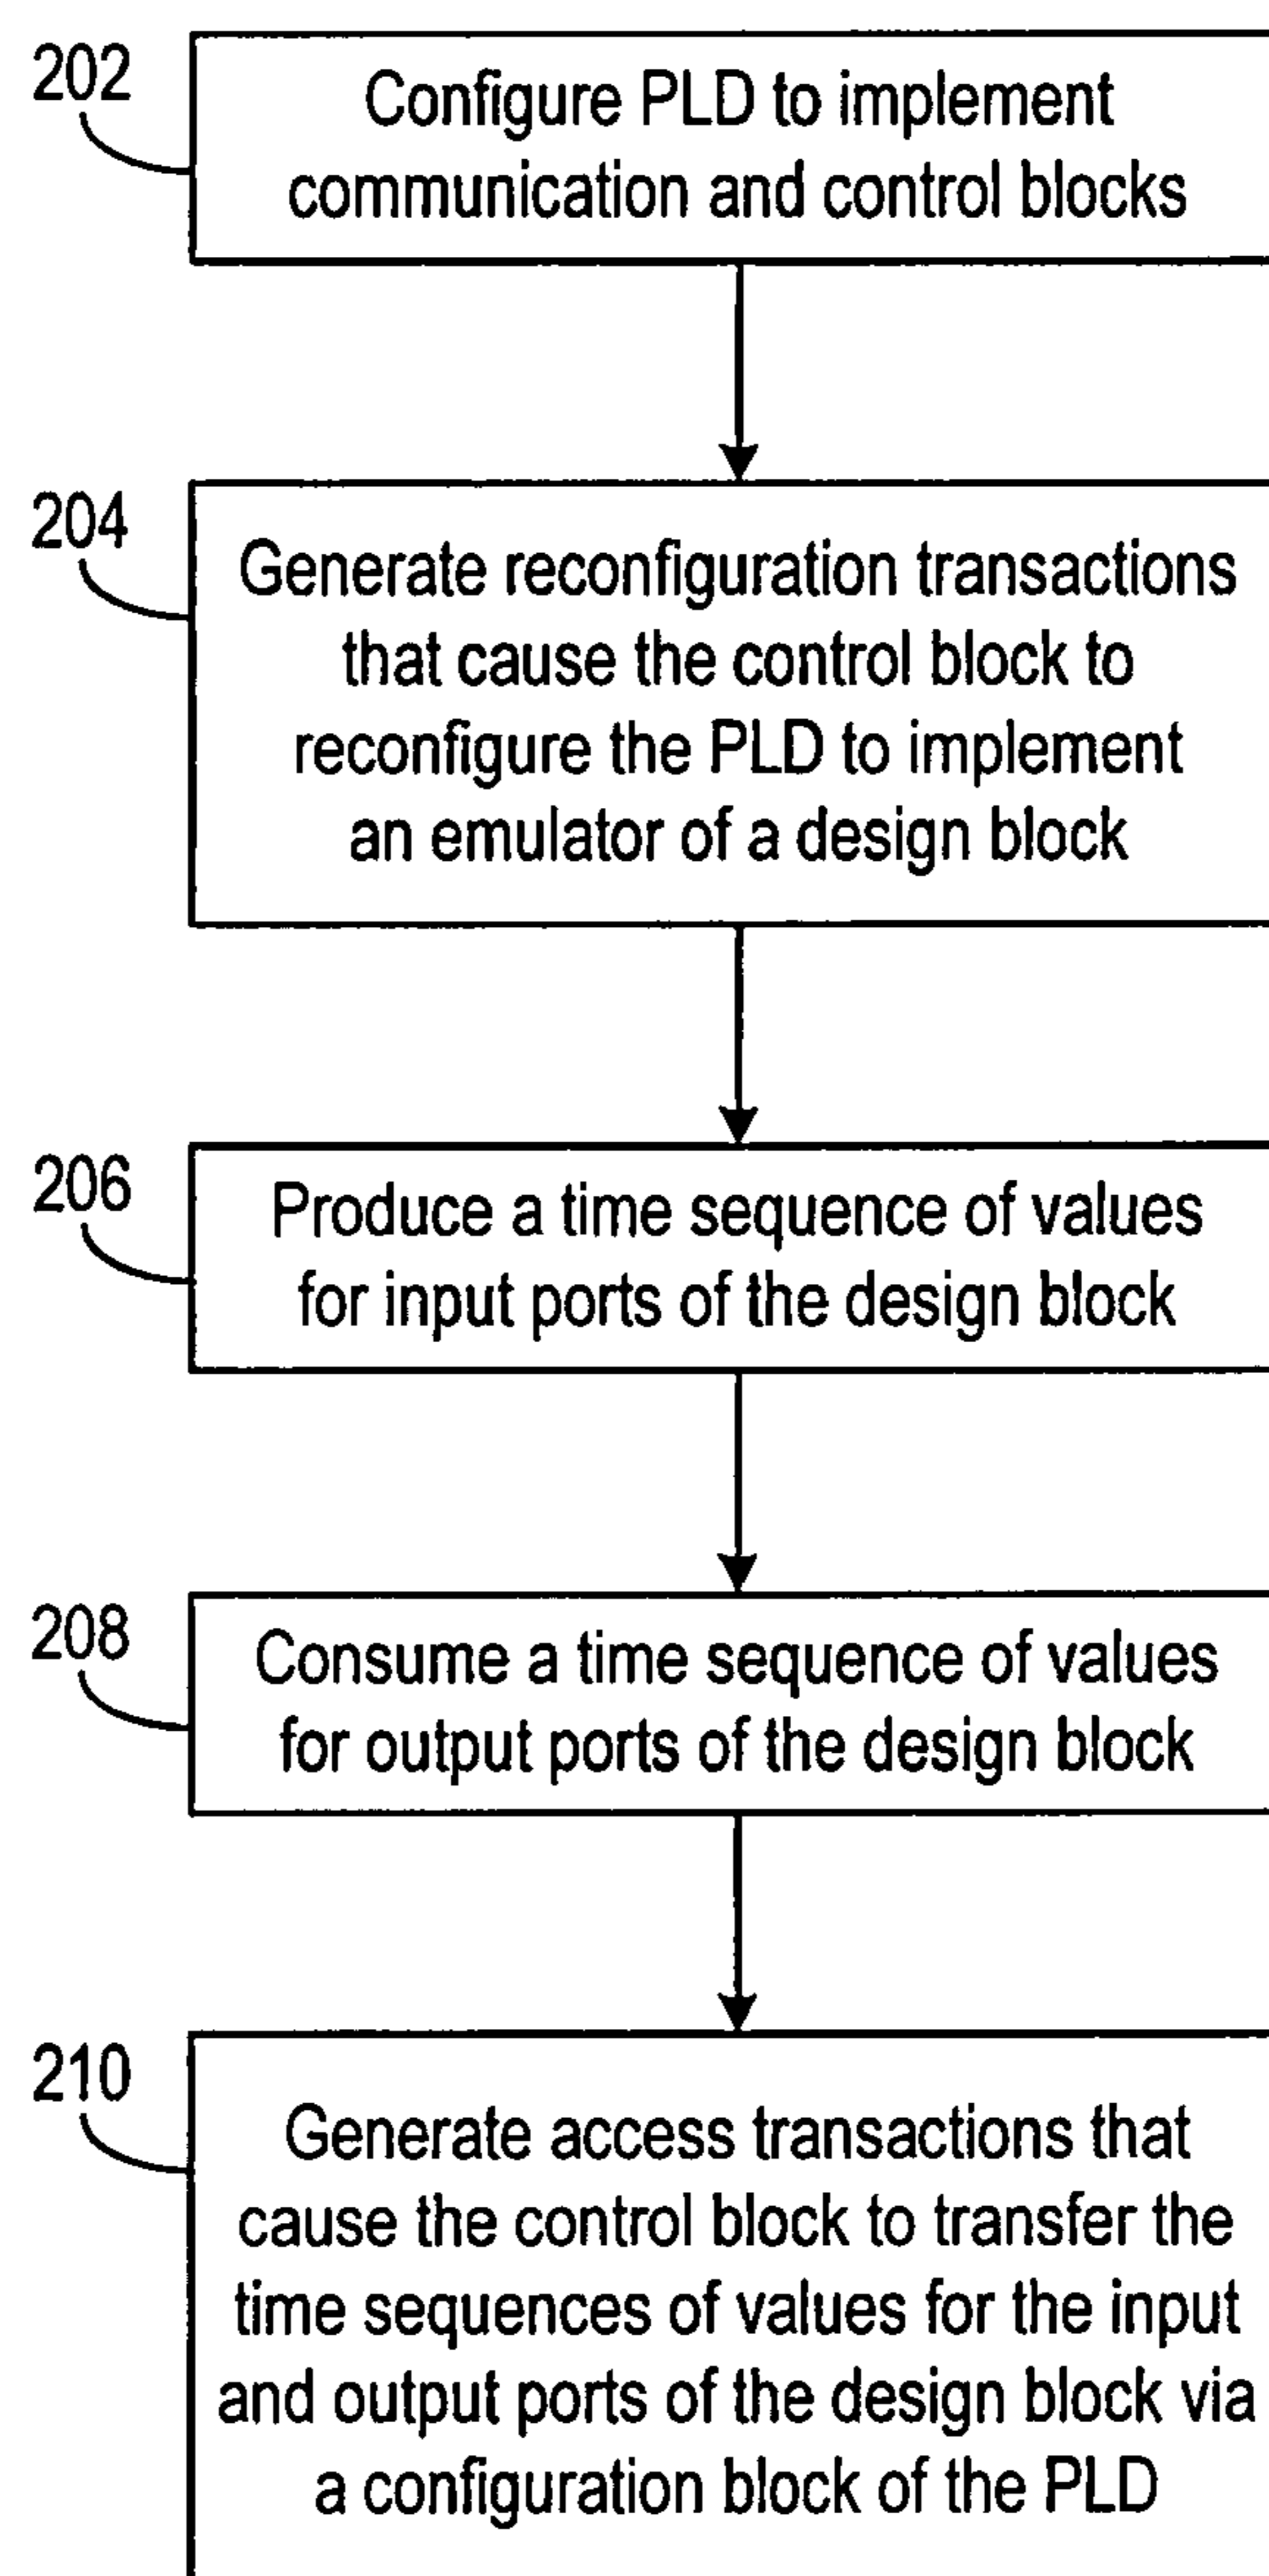 202
Configure PLD to implement
communication and control blocks
204
Generate reconfiguration transactions
that cause the control block to
reconfigure the PLD to implement
an emulator of a design block
206
Produce a time sequence of values
for input ports of the design block
208
Consume a time sequence of values
for output ports of the design block
210
Generate access transactions that
cause the control block to transfer the
time sequences of values for the input
and output ports of the design block via
a configuration block of the PLD